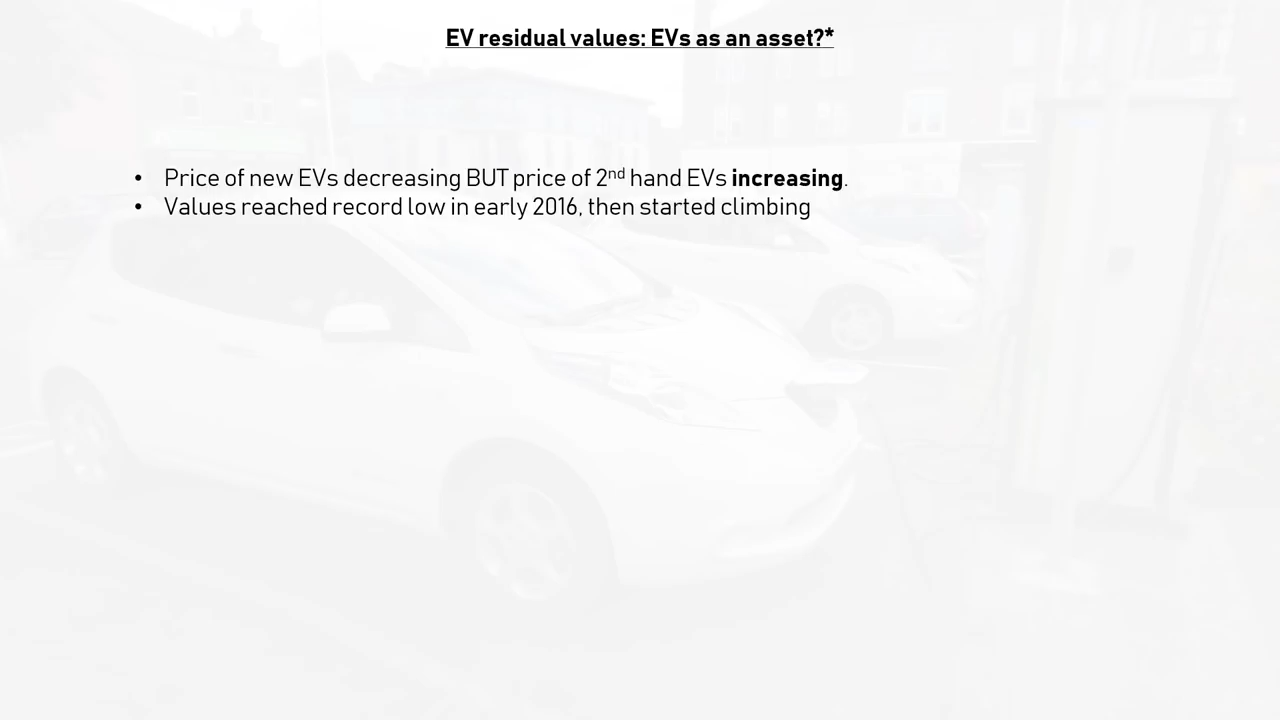 EV residual values: EVs as an asset?*
• Price of new EVs decreasing BUT price of 2nd hand EVs increasing.
• Values reached record low in early 2016, then started climbing